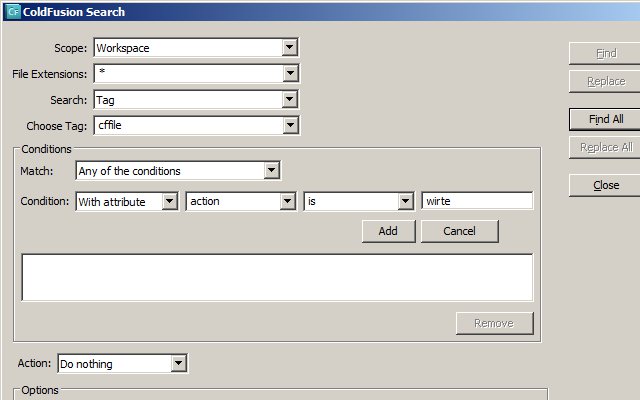 ColdFusion Search
Scope: Workspace
Find
File Extensions: *
Replace
Search: Tag
Find All
Choose Tag: cffile
Replace All
Conditions
Match: Any of the conditions
Close
Condition: With attribute action is wirte
Add Cancel
Remove
Action: Do nothing
Options